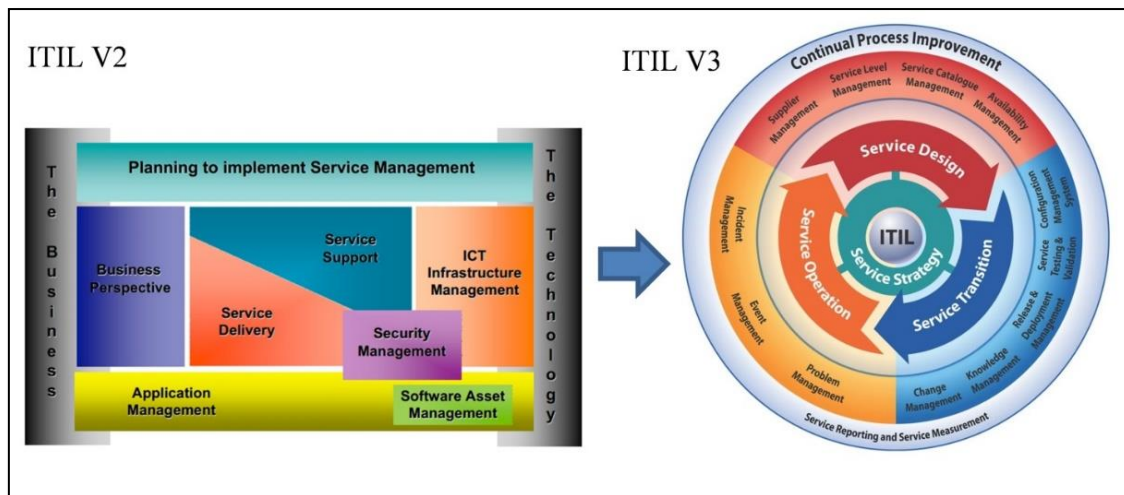 ITIL V2
The Business
The Technology
Planning to implement Service Management
Business
Perspective
Service
Support
ICT
Infrastructure
Management
Service
Delivery
Security
Management
Application
Management
Software Asset
Management
ITIL V3
Continual Process Improvement
Supplier
Management
Service Level
Management
Service Catalogue
Management
Availability
Management
Configuration
Management
System
Service
Testing &
Validation
Release &
Deployment
Management
Knowledge
Management
Change
Management
Problem
Management
Event
Management
Incident
Management
Service Design
Service Transition
Service Operation
Service Strategy
ITIL
Service Reporting and Service Measurement